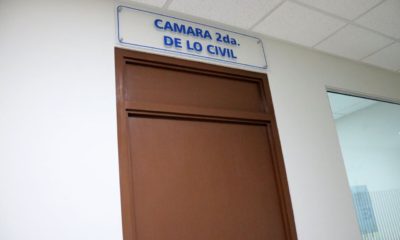 CAMARA 2da.
DE LO CIVIL